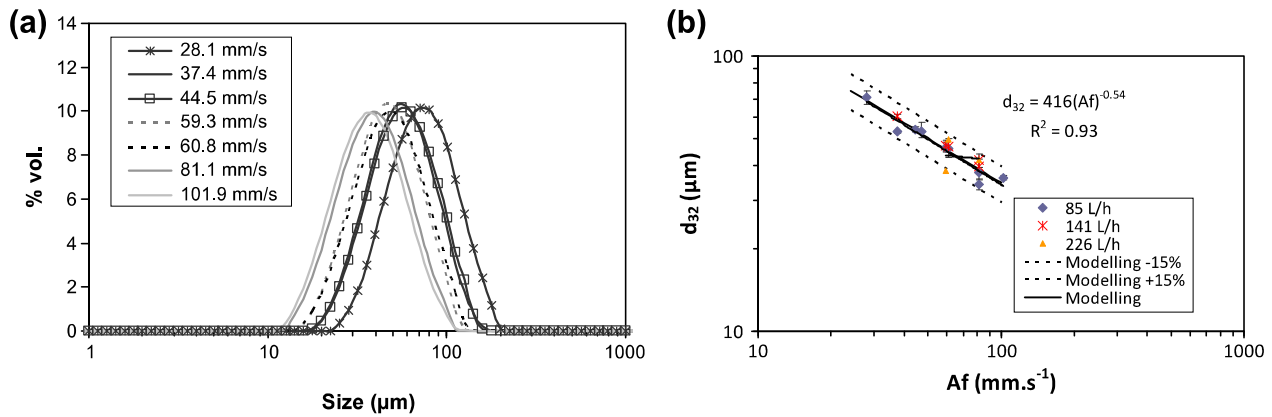 (a)
14
12
10
8
6
4
2
0
% vol.
28.1 mm/s
37.4 mm/s
44.5 mm/s
59.3 mm/s
60.8 mm/s
81.1 mm/s
101.9 mm/s
1
10
100
1000
Size (µm)
(b)
100
10
d32 (µm)
d32 = 416(Af)-0.54
R2 = 0.93
85 L/h
141 L/h
226 L/h
Modelling -15%
Modelling +15%
Modelling
10
100
1000
Af (mm.s-1)